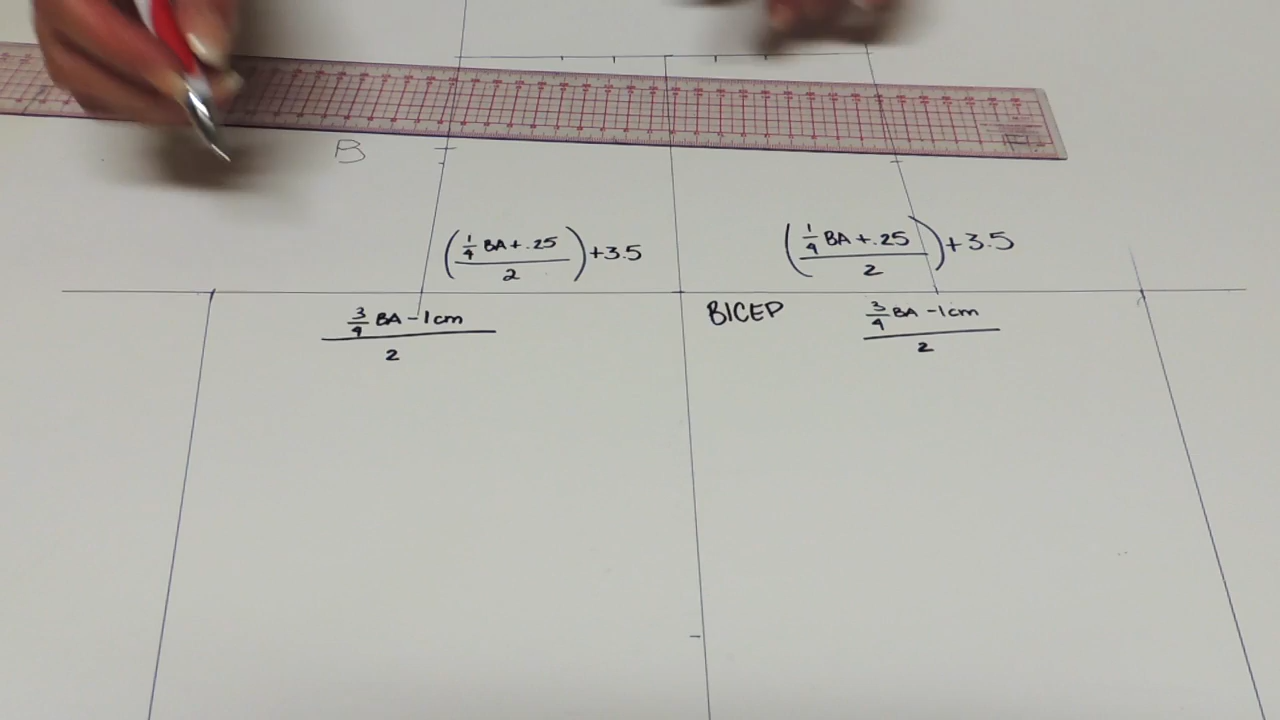 B
(1/4 BA + .25 / 2) + 3.5
(1/4 BA + .25 / 2) + 3.5
3/4 BA - 1cm / 2
BICEP
3/4 BA - 1cm / 2